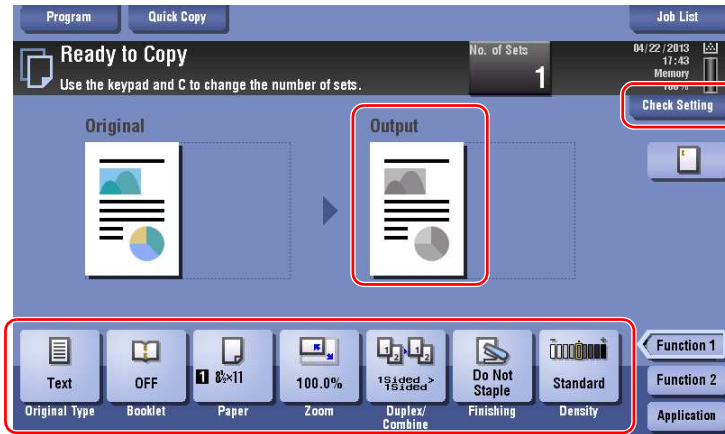 Program
Quick Copy
Job List
Ready to Copy
Use the keypad and C to change the number of sets.
No. of Sets
1
04/22/2013
17:43
Memory
100%
Check Setting
Original
Output
Text
OFF
1 8½×11
100.0%
1Sided >
1Sided
Do Not
Staple
Standard
Original Type
Booklet
Paper
Zoom
Duplex/
Combine
Finishing
Density
Function 1
Function 2
Application